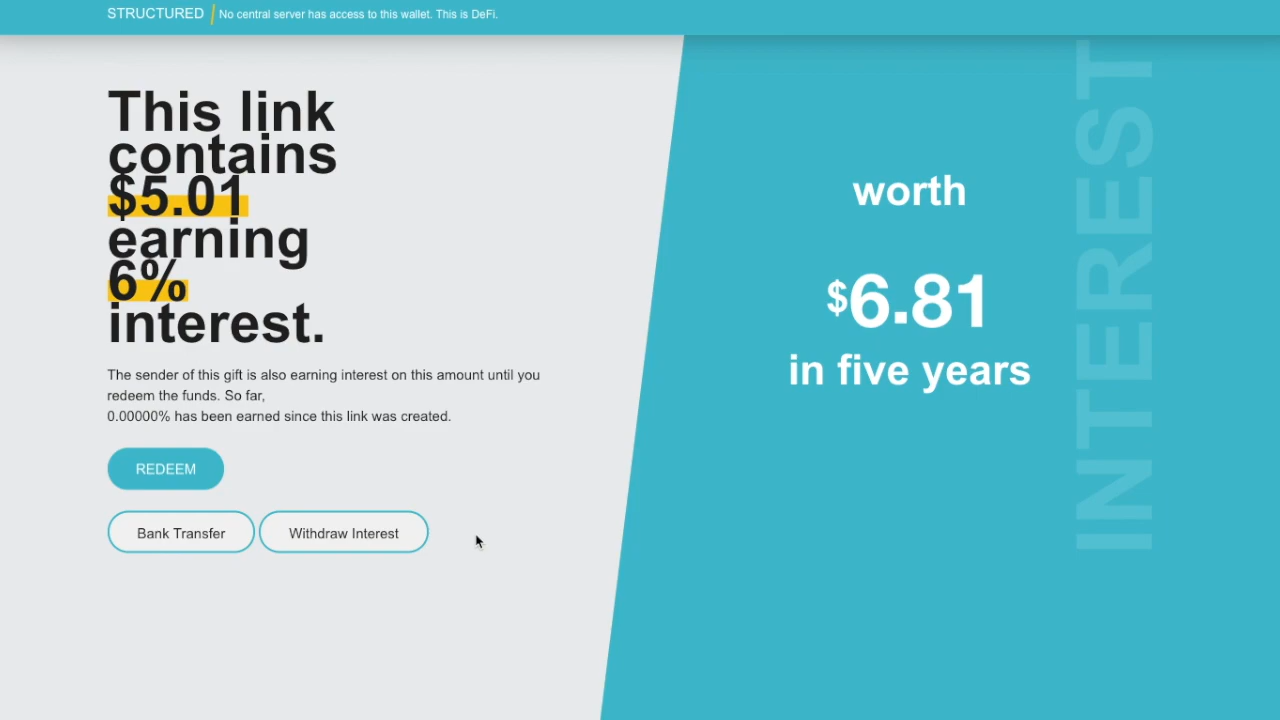 STRUCTURED No central server has access to this wallet. This is DeFi.
This link
contains
$5.01
earning
6%
interest.
The sender of this gift is also earning interest on this amount until you
redeem the funds. So far,
0.00000% has been earned since this link was created.
REDEEM
Bank Transfer
Withdraw Interest
worth
$6.81
in five years
INTEREST